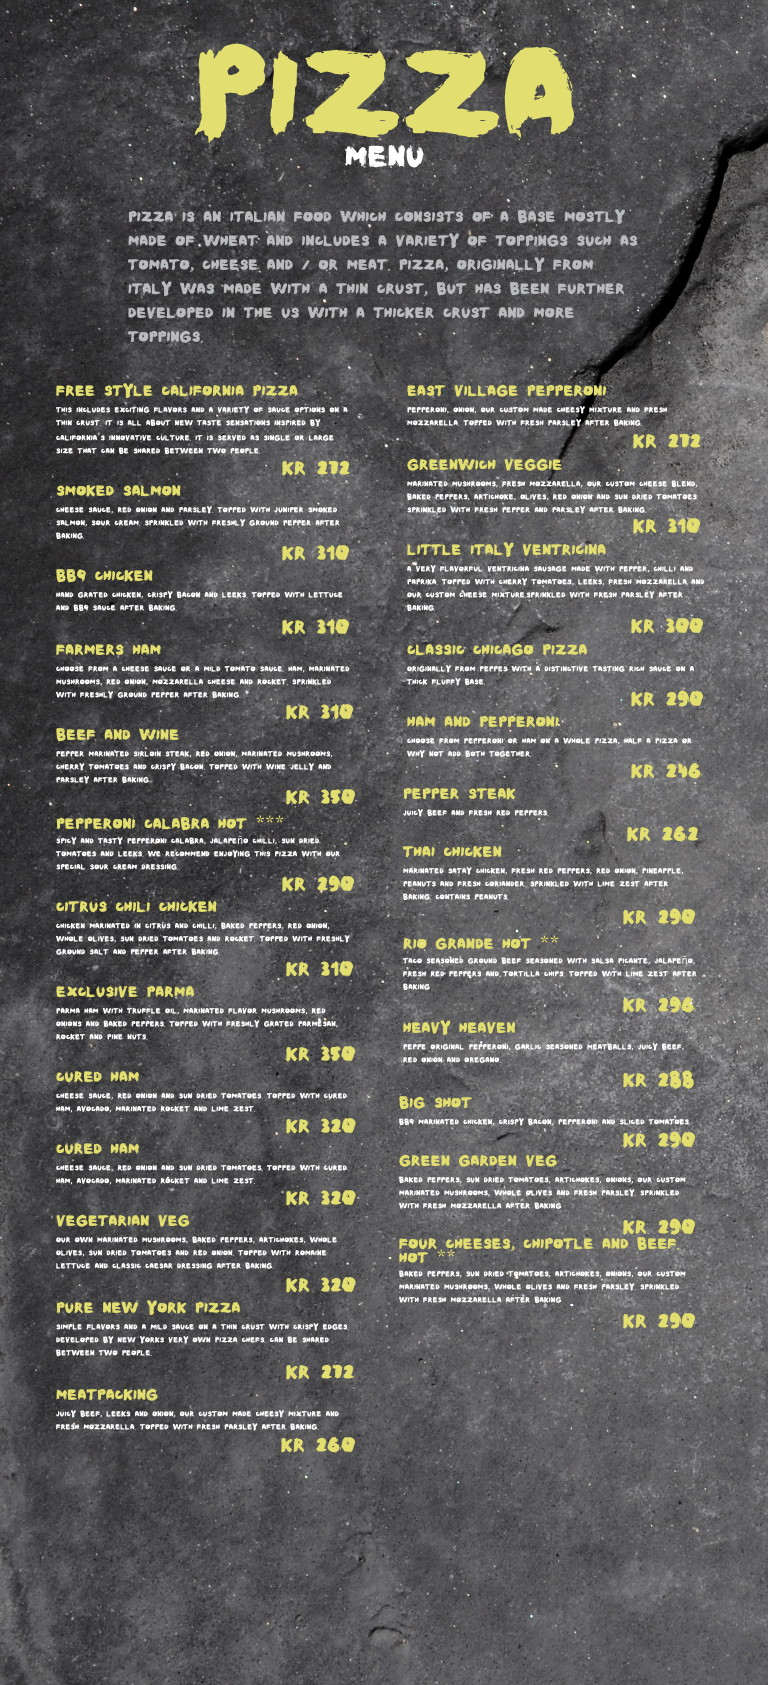 PIZZA
MENU
PIZZA IS AN ITALIAN FOOD WHICH CONSISTS OF A BASE MOSTLY
MADE OF WHEAT AND INCLUDES A VARIETY OF TOPPINGS SUCH AS
TOMATO, CHEESE AND / OR MEAT. PIZZA, ORIGINALLY FROM
ITALY WAS MADE WITH A THIN CRUST, BUT HAS BEEN FURTHER
DEVELOPED IN THE US WITH A THICKER CRUST AND MORE
TOPPINGS.
FREE STYLE CALIFORNIA PIZZA
THIS INCLUDES EXCITING FLAVORS AND A VARIETY OF SAUCE OPTIONS ON A
THIN CRUST. IT IS ALL ABOUT NEW TASTE SENSATIONS INSPIRED BY
CALIFORNIA'S INNOVATIVE CULTURE. IT IS SERVED AS SINGLE OR LARGE
SIZE THAT CAN BE SHARED BETWEEN TWO PEOPLE.
KR 272
SMOKED SALMON
CHEESE SAUCE, RED ONION AND PARSLEY. TOPPED WITH JUNIPER SMOKED
SALMON, SOUR CREAM, SPRINKLED WITH FRESHLY GROUND PEPPER AFTER
BAKING.
KR 310
BBQ CHICKEN
HAND GRATED CHICKEN, CRISPY BACON AND LEEKS. TOPPED WITH LETTUCE
AND BBQ SAUCE AFTER BAKING.
KR 310
FARMERS HAM
CHOOSE FROM A CHEESE SAUCE OR A MILD TOMATO SAUCE. HAM, MARINATED
MUSHROOMS, RED ONION, MOZZARELLA CHEESE AND ROCKET. SPRINKLED
WITH FRESHLY GROUND PEPPER AFTER BAKING.
KR 310
BEEF AND WINE
PEPPER MARINATED SIRLOIN STEAK, RED ONION, MARINATED MUSHROOMS,
CHERRY TOMATOES AND CRISPY BACON. TOPPED WITH WINE JELLY AND
PARSLEY AFTER BAKING.
KR 350
PEPPERONI CALABRA HOT ***
SPICY AND TASTY PEPPERONI CALABRA, JALAPEÑO CHILLI, SUN DRIED
TOMATOES AND LEEKS. WE RECOMMEND ENJOYING THIS PIZZA WITH OUR
SPECIAL SOUR CREAM DRESSING.
KR 290
CITRUS CHILI CHICKEN
CHICKEN MARINATED IN CITRUS AND CHILLI, BAKED PEPPERS, RED ONION,
WHOLE OLIVES, SUN DRIED TOMATOES AND ROCKET. TOPPED WITH FRESHLY
GROUND SALT AND PEPPER AFTER BAKING.
KR 310
EXCLUSIVE PARMA
PARMA HAM WITH TRUFFLE OIL, MARINATED FLAVOR MUSHROOMS, RED
ONIONS AND BAKED PEPPERS. TOPPED WITH FRESHLY GRATED PARMESAN,
ROCKET AND PINE NUTS.
KR 350
CURED HAM
CHEESE SAUCE, RED ONION AND SUN DRIED TOMATOES. TOPPED WITH CURED
HAM, AVOCADO, MARINATED ROCKET AND LIME ZEST.
KR 320
CURED HAM
CHEESE SAUCE, RED ONION AND SUN DRIED TOMATOES. TOPPED WITH CURED
HAM, AVOCADO, MARINATED ROCKET AND LIME ZEST.
KR 320
VEGETARIAN VEG
OUR OWN MARINATED MUSHROOMS, BAKED PEPPERS, ARTICHOKES, WHOLE
OLIVES, SUN DRIED TOMATOES AND RED ONION. TOPPED WITH ROMAINE
LETTUCE AND CLASSIC CAESAR DRESSING AFTER BAKING.
KR 320
PURE NEW YORK PIZZA
SIMPLE FLAVORS AND A MILD SAUCE ON A THIN CRUST WITH CRISPY EDGES.
DEVELOPED BY NEW YORKS VERY OWN PIZZA CHEFS. CAN BE SHARED
BETWEEN TWO PEOPLE.
KR 272
MEATPACKING
JUICY BEEF, LEEKS AND ONION, OUR CUSTOM MADE CHEESY MIXTURE AND
FRESH MOZZARELLA. TOPPED WITH FRESH PARSLEY AFTER BAKING.
KR 260
EAST VILLAGE PEPPERONI
PEPPERONI, ONION, OUR CUSTOM MADE CHEESY MIXTURE AND FRESH
MOZZARELLA. TOPPED WITH FRESH PARSLEY AFTER BAKING.
KR 272
GREENWICH VEGGIE
MARINATED MUSHROOMS, FRESH MOZZARELLA, OUR CUSTOM CHEESE BLEND,
BAKED PEPPERS, ARTICHOKE, OLIVES, RED ONION AND SUN DRIED TOMATOES.
SPRINKLED WITH FRESH PEPPER AND PARSLEY AFTER BAKING.
KR 310
LITTLE ITALY VENTRICINA
A VERY FLAVORFUL VENTRICINA SAUSAGE MADE WITH PEPPER, CHILLI AND
PAPRIKA TOPPED WITH CHERRY TOMATOES, LEEKS, FRESH MOZZARELLA AND
OUR CUSTOM CHEESE MIXTURE.SPRINKLED WITH FRESH PARSLEY AFTER
BAKING.
KR 300
CLASSIC CHICAGO PIZZA
ORIGINALLY FROM PEPPES WITH A DISTINCTIVE TASTING RICH SAUCE ON A
THICK FLUFFY BASE.
KR 290
HAM AND PEPPERONI
CHOOSE FROM PEPPERONI OR HAM ON A WHOLE PIZZA, HALF A PIZZA OR
WHY NOT ADD BOTH TOGETHER.
KR 246
PEPPER STEAK
JUICY BEEF AND FRESH RED PEPPERS.
KR 262
THAI CHICKEN
MARINATED SATAY CHICKEN, FRESH RED PEPPERS, RED ONION, PINEAPPLE,
PEANUTS AND FRESH CORIANDER. SPRINKLED WITH LIME ZEST AFTER
BAKING. CONTAINS PEANUTS.
KR 290
RIO GRANDE HOT **
TACO SEASONED GROUND BEEF SEASONED WITH SALSA PICANTE, JALAPEÑO,
FRESH RED PEPPERS AND TORTILLA CHIPS. TOPPED WITH LIME ZEST AFTER
BAKING.
KR 296
HEAVY HEAVEN
PEPPE ORIGINAL PEPPERONI, GARLIC SEASONED MEATBALLS, JUICY BEEF,
RED ONION AND OREGANO.
KR 288
BIG SHOT
BBQ MARINATED CHICKEN, CRISPY BACON, PEPPERONI AND SLICED TOMATOES.
KR 290
GREEN GARDEN VEG
BAKED PEPPERS, SUN DRIED TOMATOES, ARTICHOKES, ONIONS, OUR CUSTOM
MARINATED MUSHROOMS, WHOLE OLIVES AND FRESH PARSLEY. SPRINKLED
WITH FRESH MOZZARELLA AFTER BAKING.
KR 290
FOUR CHEESES, CHIPOTLE AND BEEF
HOT **
BAKED PEPPERS, SUN DRIED TOMATOES, ARTICHOKES, ONIONS, OUR CUSTOM
MARINATED MUSHROOMS, WHOLE OLIVES AND FRESH PARSLEY. SPRINKLED
WITH FRESH MOZZARELLA AFTER BAKING.
KR 290